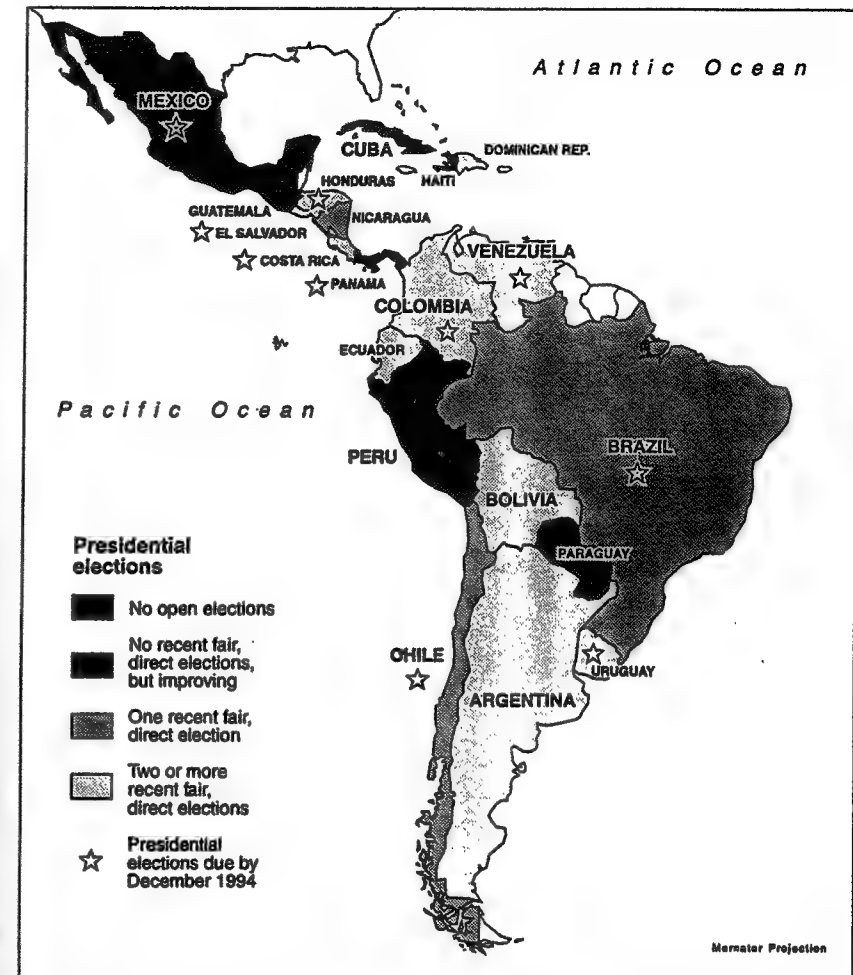 Atlantic Ocean
MEXICO
CUBA
DOMINICAN REP.
HONDURAS
HAITI
GUATEMALA
NICARAGUA
EL SALVADOR
COSTA RICA
VENEZUELA
PANAMA
COLOMBIA
ECUADOR
Pacific Ocean
PERU
BRAZIL
BOLIVIA
PARAGUAY
CHILE
URUGUAY
ARGENTINA
Presidential
elections
No open elections
No recent fair,
direct elections,
but improving
One recent fair,
direct election
Two or more
recent fair,
direct elections
Presidential
elections due by
December 1994
Mercator Projection